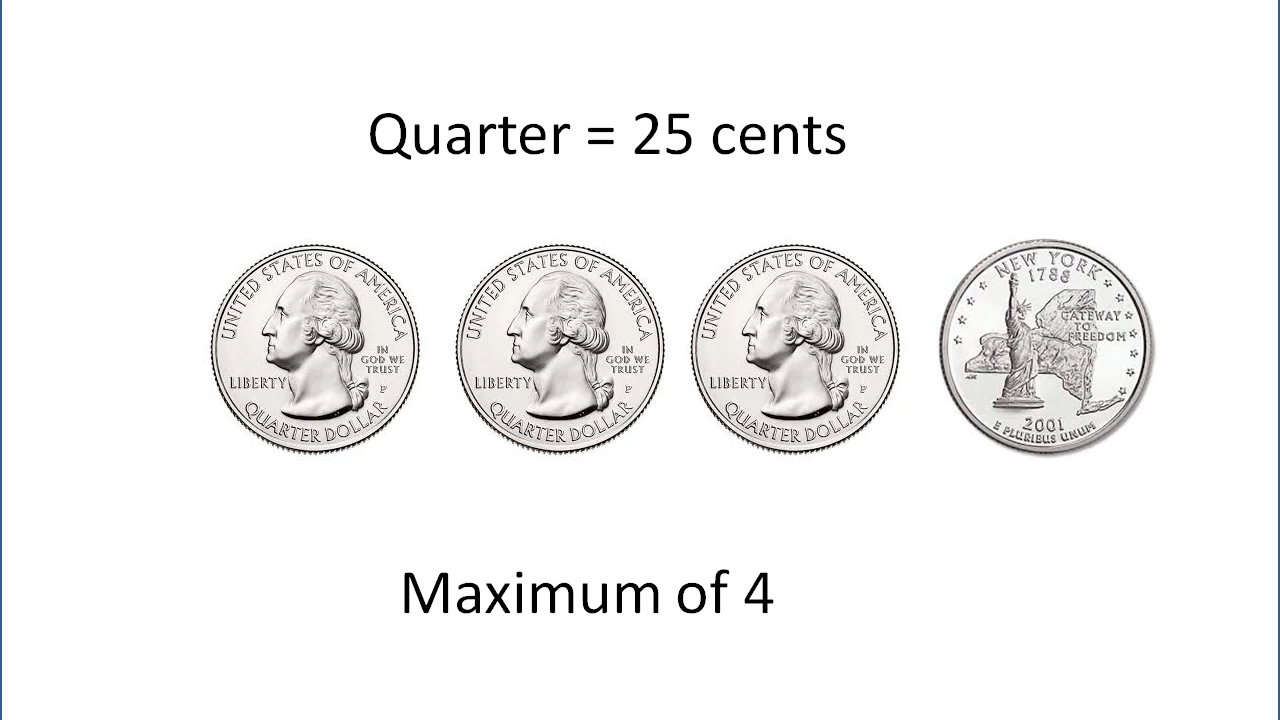 Quarter = 25 cents
UNITED STATES OF AMERICA
IN
GOD WE
TRUST
LIBERTY
P
QUARTER DOLLAR
UNITED STATES OF AMERICA
IN
GOD WE
TRUST
LIBERTY
P
QUARTER DOLLAR
UNITED STATES OF AMERICA
IN
GOD WE
TRUST
LIBERTY
P
QUARTER DOLLAR
NEW YORK
1788
GATEWAY
TO
FREEDOM
2001
E PLURIBUS UNUM
Maximum of 4